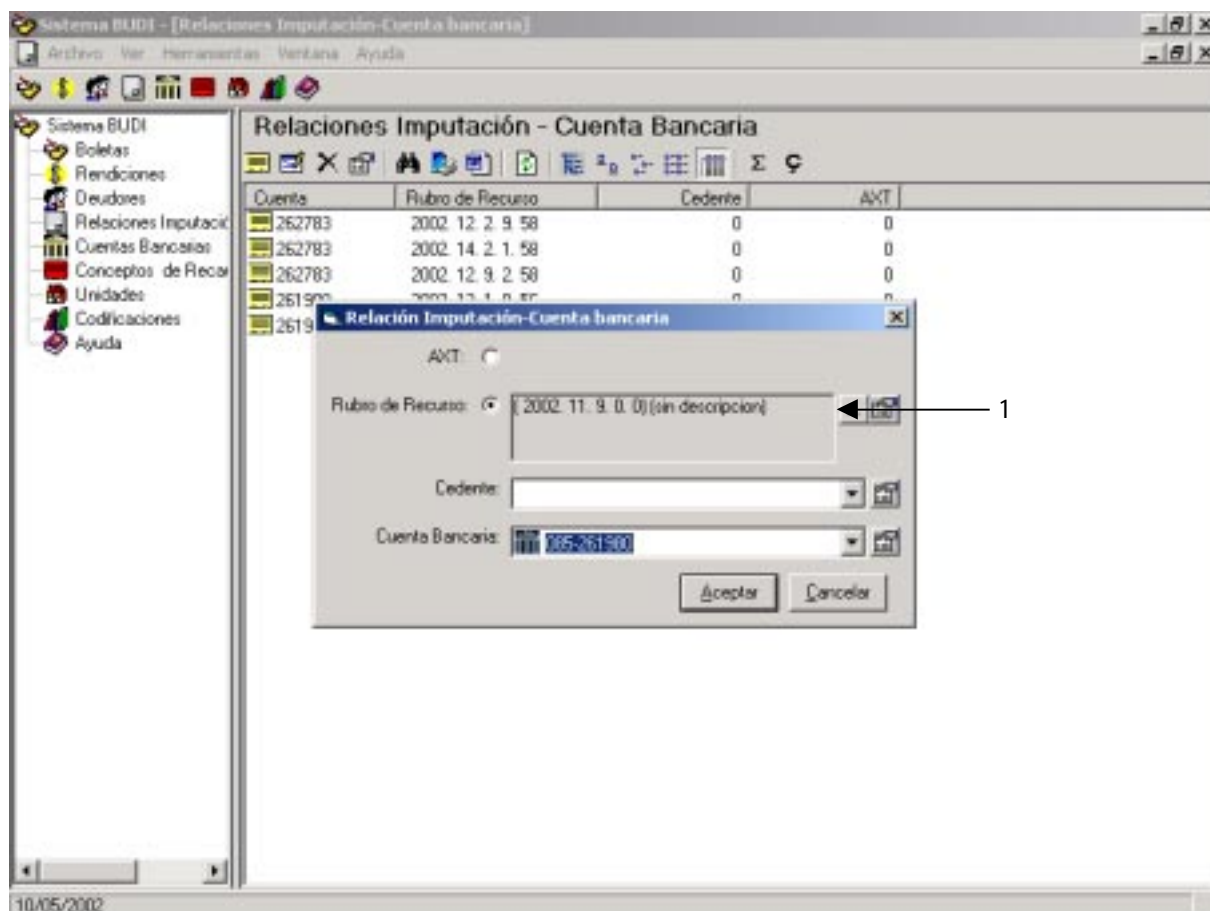 Sistema BUDI - [Relaciones Imputación-Cuenta bancaria]
Archivo Ver Herramientas Ventana Ayuda
Sistema BUDI
Boletas
Rendiciones
Deudores
Relaciones Imputació
Cuentas Bancarias
Conceptos de Recau
Unidades
Codificaciones
Ayuda
Relaciones Imputación - Cuenta Bancaria
Cuenta Rubro de Recurso Cedente AXT
262783 2002. 12. 2. 9. 58 0 0
262783 2002. 14. 2. 1. 58 0 0
262783 2002. 12. 9. 2. 58 0 0
2619
Relación Imputación-Cuenta bancaria
AXT:
Rubro de Recurso: ( 2002. 11. 9. 0. 0) (sin descripcion)
1
Cedente:
Cuenta Bancaria: 085-261900
Aceptar Cancelar
10/05/2002